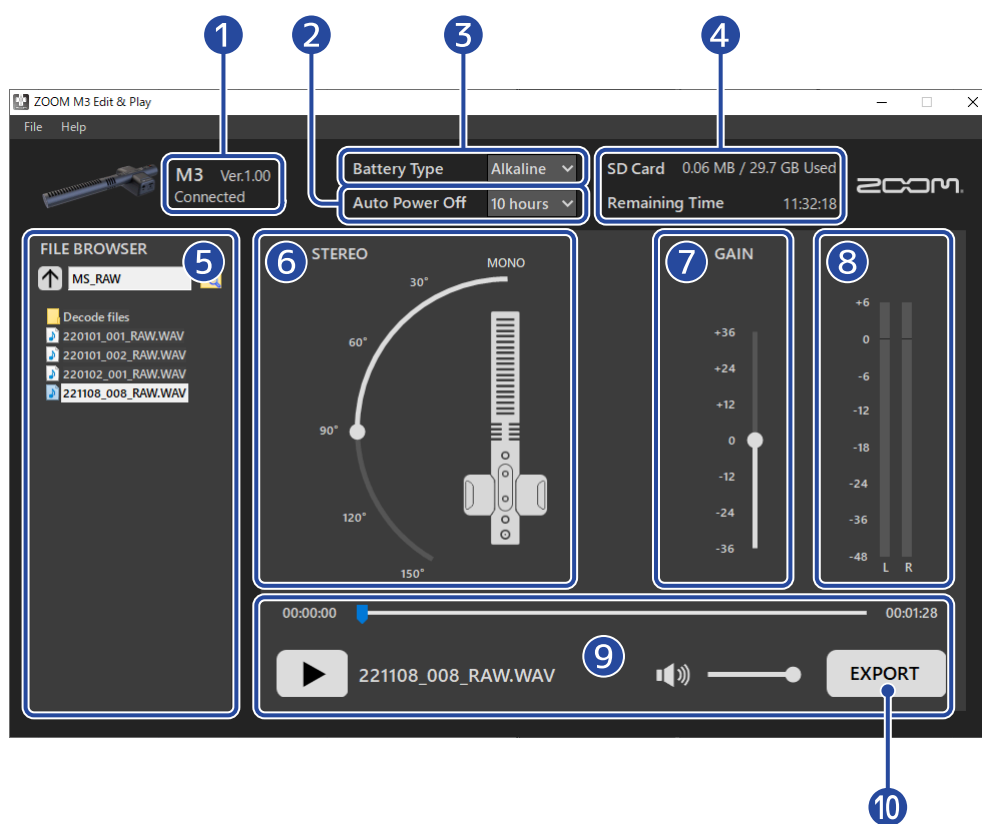 1 2 3 4
ZOOM M3 Edit & Play
File Help
M3 Ver.1.00
Connected
Battery Type Alkaline
Auto Power Off 10 hours
SD Card 0.06 MB / 29.7 GB Used
Remaining Time 11:32:18
ZOOM
FILE BROWSER 5
MS_RAW
Decode files
220101_001_RAW.WAV
220101_002_RAW.WAV
220102_001_RAW.WAV
221108_008_RAW.WAV
6 STEREO
MONO
30°
60°
90°
120°
150°
7 GAIN
+36
+24
+12
0
-12
-24
-36
8
+6
0
-6
-12
-18
-24
-36
-48
L R
00:00:00 00:01:28
221108_008_RAW.WAV 9 EXPORT
10